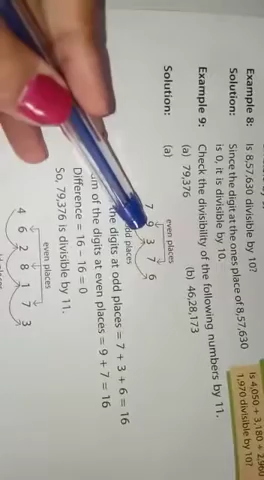 Is 4,050 + 3,180 + 2,960
1,970 divisible by 10?
Example 8: Is 8,57,630 divisible by 10?
Solution: Since the digit at the ones place of 8,57,630
is 0, it is divisible by 10.
Example 9: Check the divisibility of the following numbers by 11.
(a) 79,376 (b) 46,28,173
Solution: (a)
even places
7 9 3 7 6
odd places
the digits at odd places = 7 + 3 + 6 = 16
of the digits at even places = 9 + 7 = 16
Difference = 16 – 16 = 0
So, 79,376 is divisible by 11.
even places
4 6 2 8 1 7 3